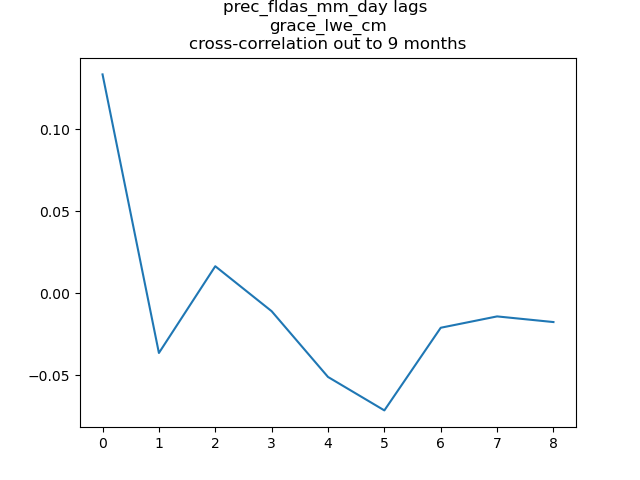 prec_fldas_mm_day lags
grace_lwe_cm
cross-correlation out to 9 months
0.10
0.05
0.00
−0.05
0 1 2 3 4 5 6 7 8